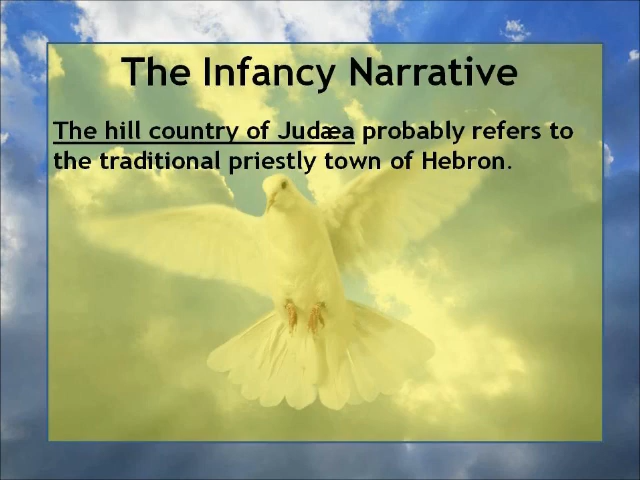 The Infancy Narrative
The hill country of Judæa probably refers to
the traditional priestly town of Hebron.